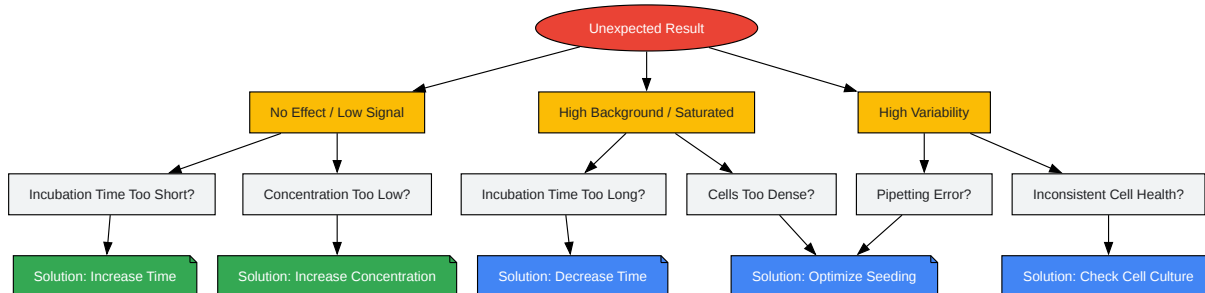 Unexpected Result
No Effect / Low Signal
High Background / Saturated
High Variability
Incubation Time Too Short?
Concentration Too Low?
Incubation Time Too Long?
Cells Too Dense?
Pipetting Error?
Inconsistent Cell Health?
Solution: Increase Time
Solution: Increase Concentration
Solution: Decrease Time
Solution: Optimize Seeding
Solution: Check Cell Culture